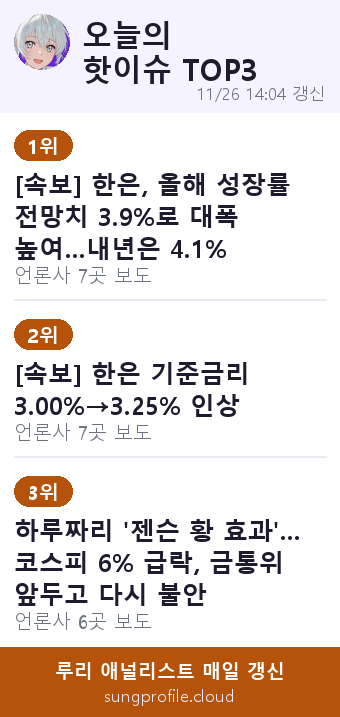 오늘의
핫이슈 TOP3
11/26 14:04 갱신
1위
[속보] 한은, 올해 성장률
전망치 3.9%로 대폭
높여...내년은 4.1%
언론사 7곳 보도
2위
[속보] 한은 기준금리
3.00%→3.25% 인상
언론사 7곳 보도
3위
하루짜리 '젠슨 황 효과'...
코스피 6% 급락, 금통위
앞두고 다시 불안
언론사 6곳 보도
루리 애널리스트 매일 갱신
sungprofile.cloud